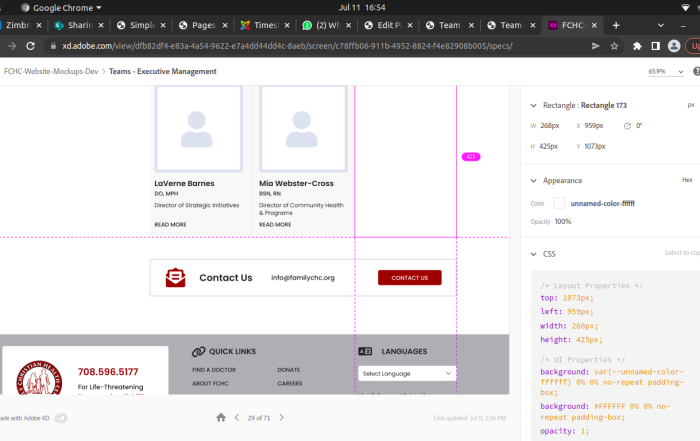 Google Chrome
Jul 11 16:54
Zimbr
Sharin
Simple
Pages
Times
(2) Wh
Edit P
Team
Team
FCHC-
xd.adobe.com/view/dfb82df4-e83a-4a54-9622-e7a4dd44dd4c-8aeb/screen/c78ffb06-911b-4952-8824-f4e82908b005/specs/
Up
FCHC-Website-Mockups-Dev > Teams - Executive Management
65.9%
LaVerne Barnes
DO, MPH
Director of Strategic Initiatives
READ MORE
Mia Webster-Cross
BSN, RN
Director of Community Health
& Programs
READ MORE
425
Contact Us
info@familychc.org
CONTACT US
CHRISTIAN HEALTH
708.596.5177
For Life-Threatening
QUICK LINKS
FIND A DOCTOR
DONATE
ABOUT FCHC
CAREERS
LANGUAGES
Select Language
ade with Adobe XD
29 of 71
Link updated: Jul 11, 3:56 PM
Rectangle : Rectangle 173
px
W 268px X 959px 0°
H 425px Y 1073px
Appearance
Hex
Color unnamed-color-ffffff
Opacity 100%
CSS
Select to cop
/* Layout Properties */
top: 1073px;
left: 959px;
width: 268px;
height: 425px;
/* UI Properties */
background: var(--unnamed-color-
ffffff) 0% 0% no-repeat padding-
box;
background: #FFFFFF 0% 0% no-
repeat padding-box;
opacity: 1;